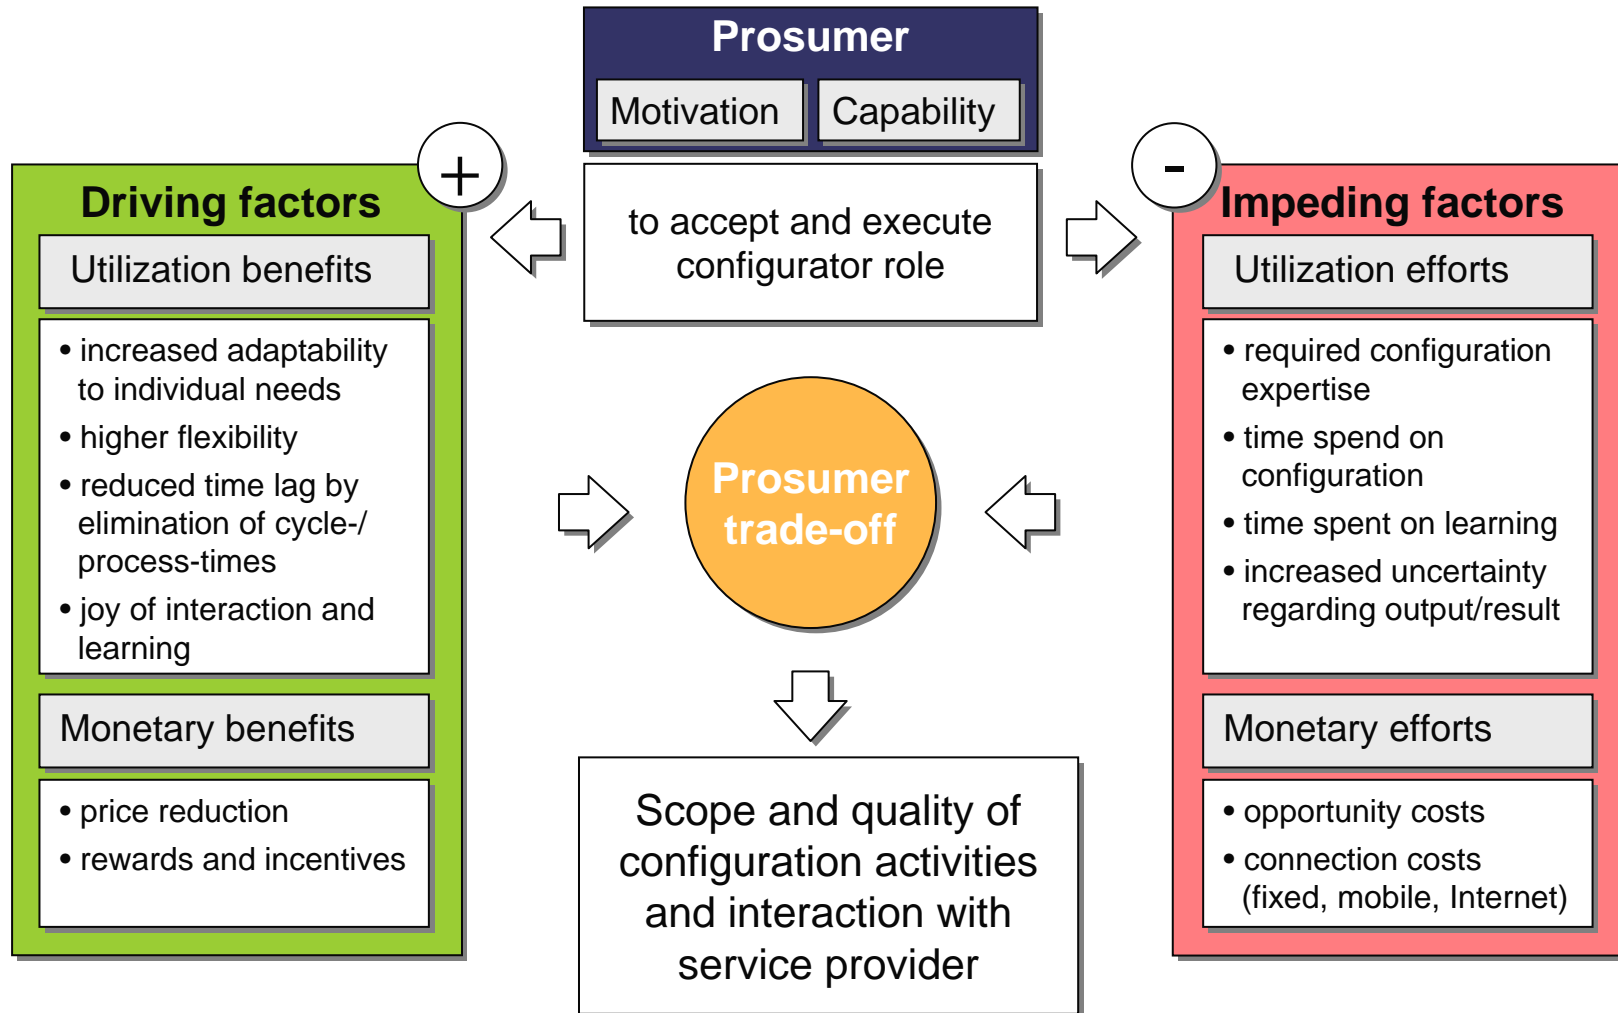 Prosumer
Motivation
Capability
to accept and execute
configurator role
+
Driving factors
Utilization benefits
• increased adaptability
to individual needs
• higher flexibility
• reduced time lag by
elimination of cycle-/
process-times
• joy of interaction and
learning
Monetary benefits
• price reduction
• rewards and incentives
Prosumer
trade-off
Scope and quality of
configuration activities
and interaction with
service provider
-
Impeding factors
Utilization efforts
• required configuration
expertise
• time spend on
configuration
• time spent on learning
• increased uncertainty
regarding output/result
Monetary efforts
• opportunity costs
• connection costs
(fixed, mobile, Internet)